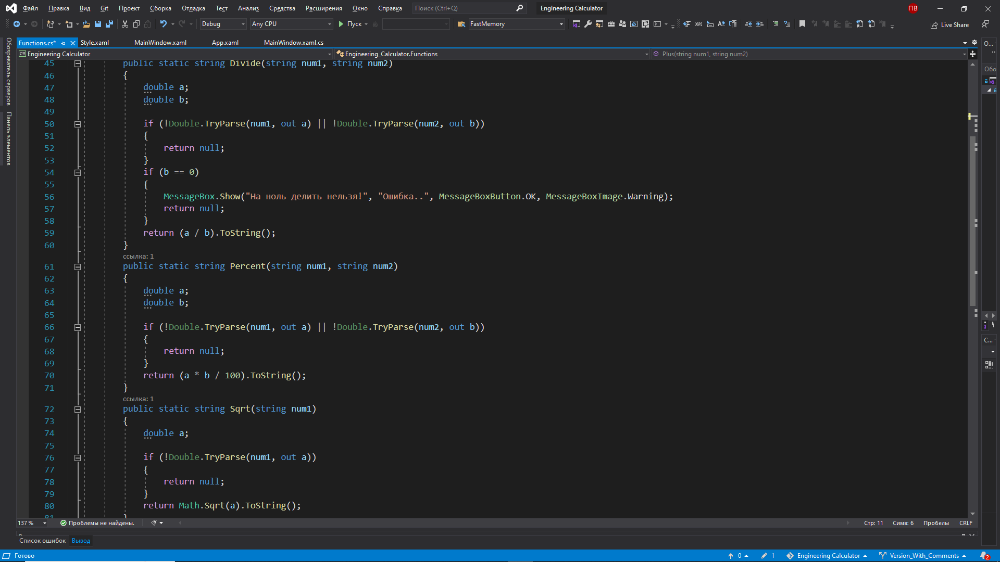 Файл Правка Вид Git Проект Сборка Отладка Тест Анализ Средства Расширения Окно Справка Поиск (Ctrl+Q) Engineering Calculator ПВ
Debug Any CPU Пуск FastMemory Live Share
Functions.cs* Style.xaml MainWindow.xaml App.xaml MainWindow.xaml.cs
Engineering Calculator Engineering_Calculator.Functions Plus(string num1, string num2)
Обозреватель серверов
Панель элементов
45 public static string Divide(string num1, string num2)
46 {
47 double a;
48 double b;
49
50 if (!Double.TryParse(num1, out a) || !Double.TryParse(num2, out b))
51 {
52 return null;
53 }
54 if (b == 0)
55 {
56 MessageBox.Show("На ноль делить нельзя!", "Ошибка..", MessageBoxButton.OK, MessageBoxImage.Warning);
57 return null;
58 }
59 return (a / b).ToString();
60 }
ссылка: 1
61 public static string Percent(string num1, string num2)
62 {
63 double a;
64 double b;
65
66 if (!Double.TryParse(num1, out a) || !Double.TryParse(num2, out b))
67 {
68 return null;
69 }
70 return (a * b / 100).ToString();
71 }
ссылка: 1
72 public static string Sqrt(string num1)
73 {
74 double a;
75
76 if (!Double.TryParse(num1, out a))
77 {
78 return null;
79 }
80 return Math.Sqrt(a).ToString();
81 }
О...
Обо
С...
137 % Проблемы не найдены. Стр: 11 Симв: 6 Пробелы CRLF
Список ошибок Вывод
Готово 0 1 Engineering Calculator Version_With_Comments 2